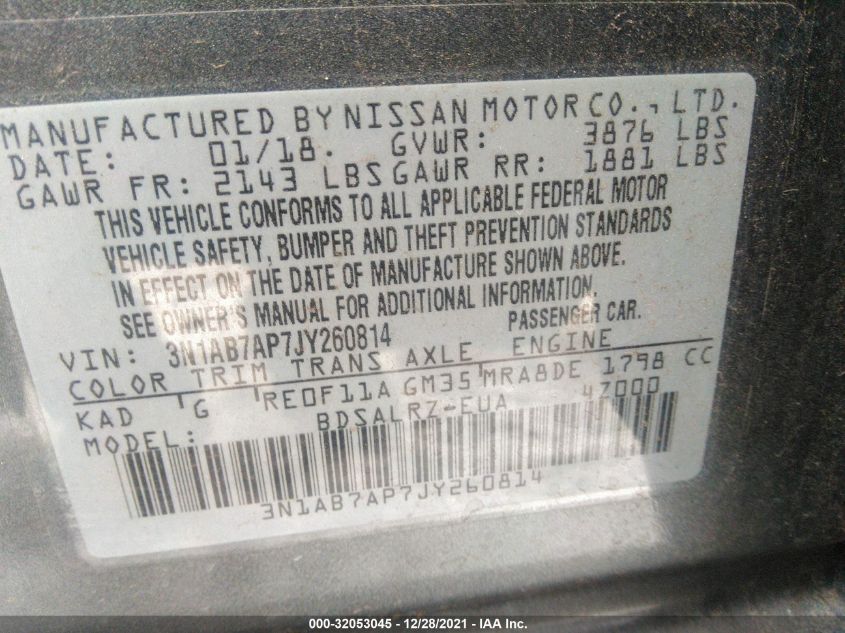 MANUFACTURED BY NISSAN MOTOR CO., LTD.
DATE: 01/18. GVWR: 3876 LBS
GAWR FR: 2143 LBS GAWR RR: 1881 LBS
THIS VEHICLE CONFORMS TO ALL APPLICABLE FEDERAL MOTOR
VEHICLE SAFETY, BUMPER AND THEFT PREVENTION STANDARDS
IN EFFECT ON THE DATE OF MANUFACTURE SHOWN ABOVE.
SEE OWNER'S MANUAL FOR ADDITIONAL INFORMATION.
VIN: 3N1AB7AP7JY260814 PASSENGER CAR.
COLOR TRIM TRANS AXLE ENGINE
KAD G RE0F11A GM35 MRA8DE 1798 CC
MODEL: BDSALRZ-EUA 47000
3N1AB7AP7JY260814
000-32053045 - 12/28/2021 - IAA Inc.